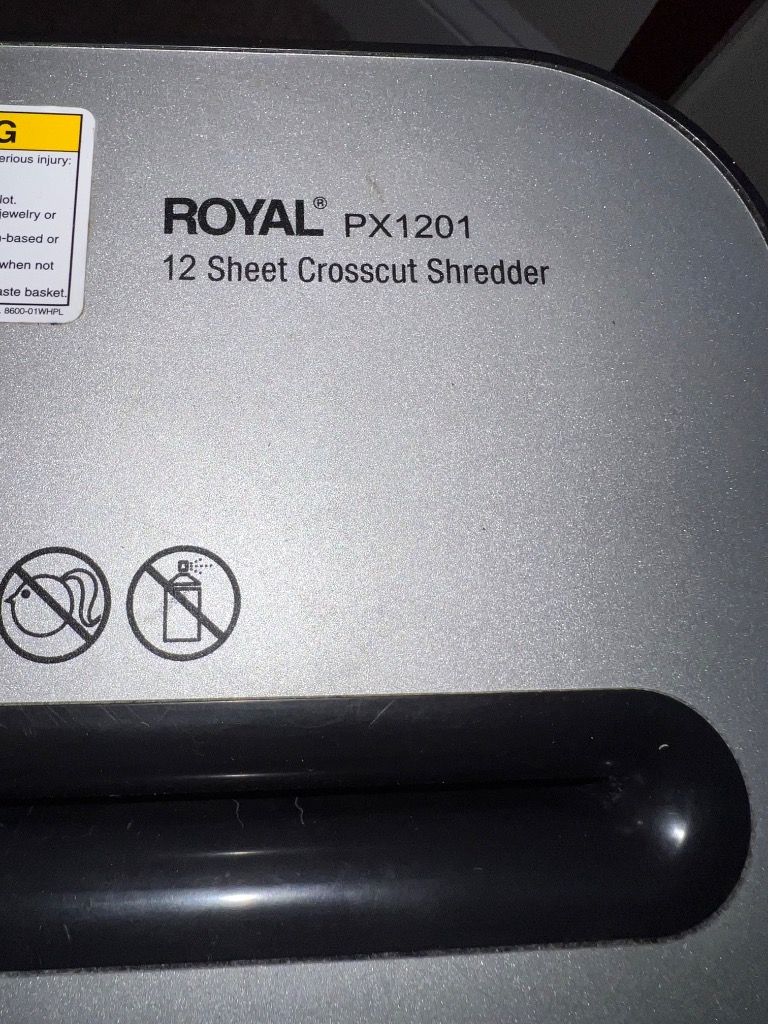 G
erious injury:
lot.
jewelry or
-based or
when not
aste basket.
8600-01WHPL
ROYAL® PX1201
12 Sheet Crosscut Shredder